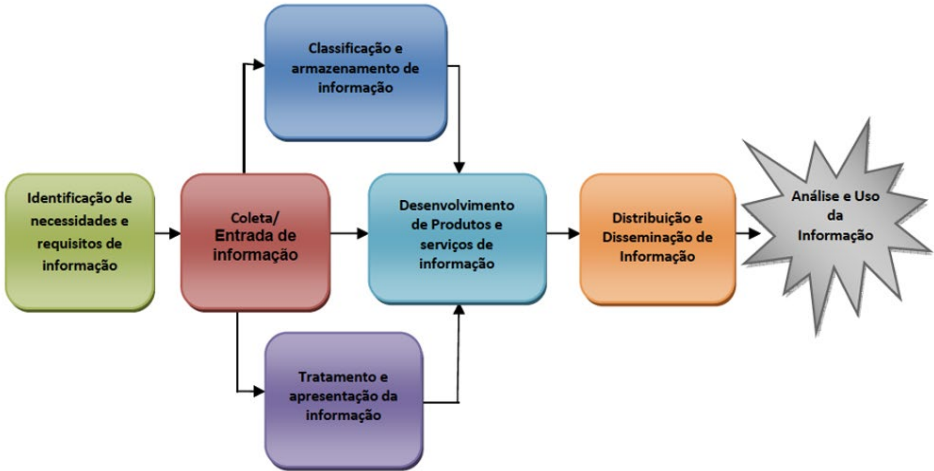 Identificação de
necessidades e
requisitos de
informação
Coleta/
Entrada de
informação
Classificação e
armazenamento de
informação
Tratamento e
apresentação da
informação
Desenvolvimento
de Produtos e
serviços de
informação
Distribuição e
Disseminação de
Informação
Análise e Uso
da
Informação